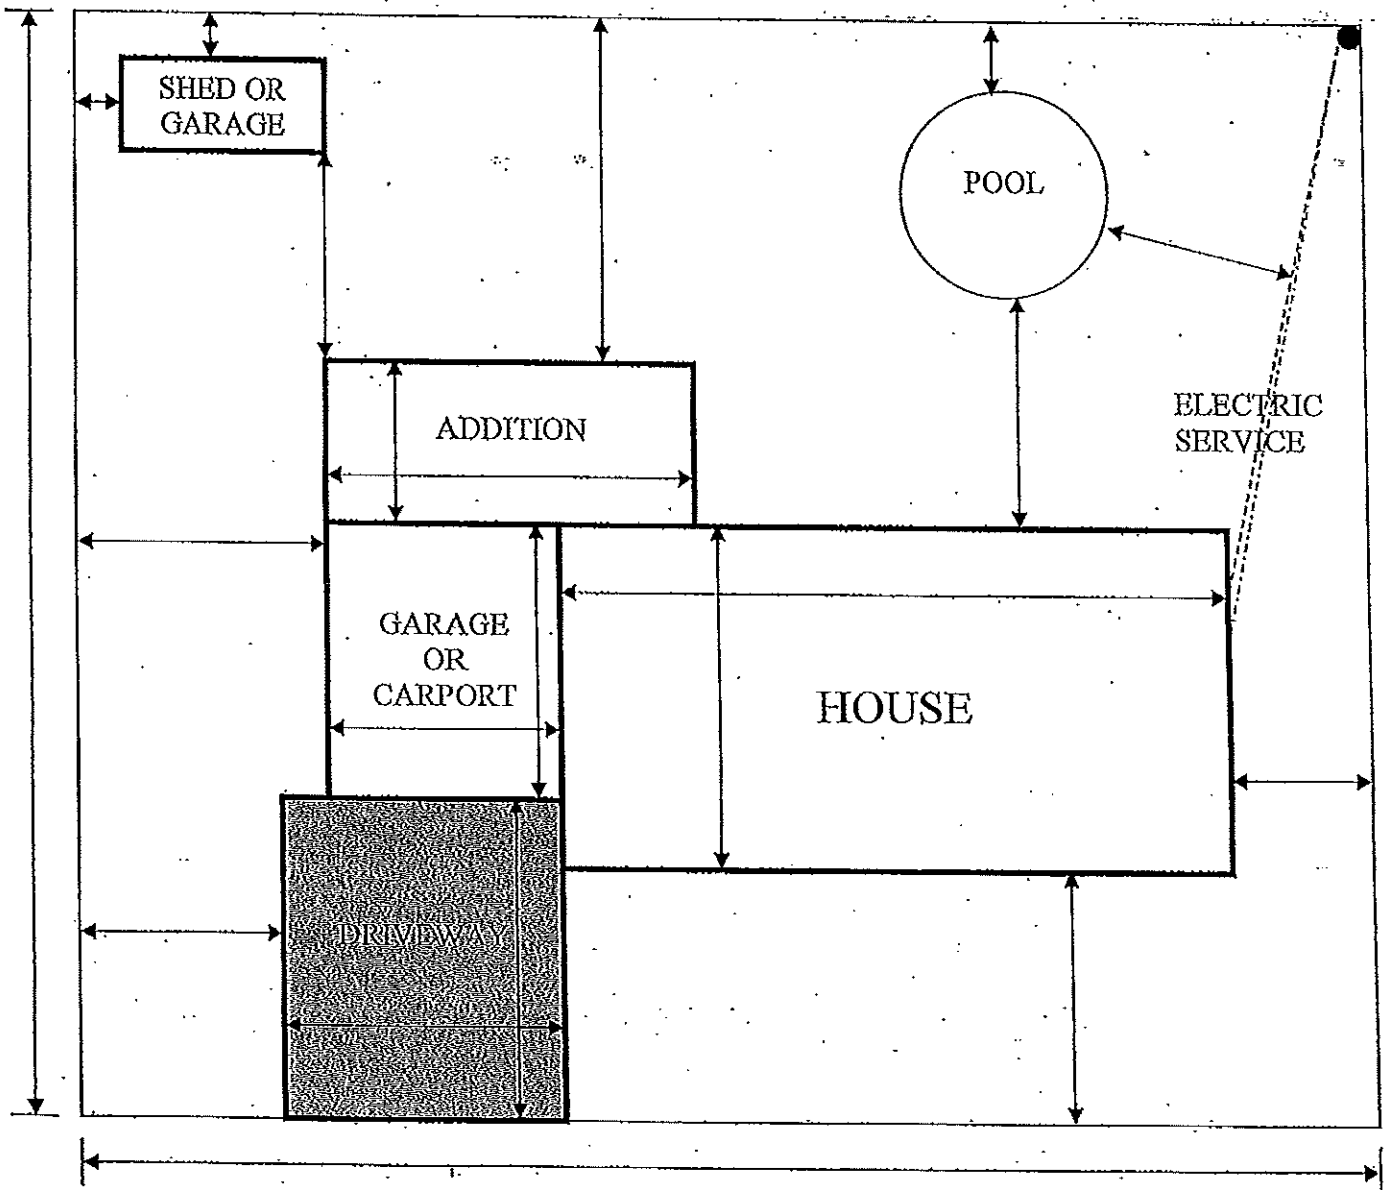 SHED OR
GARAGE
POOL
ELECTRIC
SERVICE
ADDITION
GARAGE
OR
CARPORT
HOUSE
DRIVEWAY